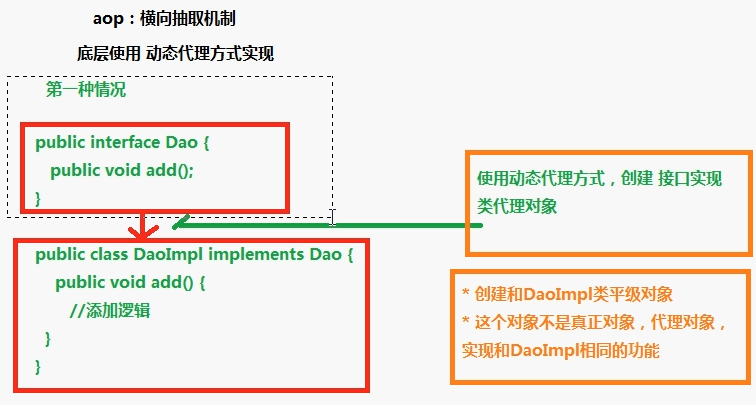 aop：横向抽取机制
底层使用 动态代理方式实现
第一种情况
public interface Dao {
public void add();
}
使用动态代理方式，创建 接口实现
类代理对象
public class DaoImpl implements Dao {
public void add() {
//添加逻辑
}
}
* 创建和DaoImpl类平级对象
* 这个对象不是真正对象，代理对象，
实现和DaoImpl相同的功能